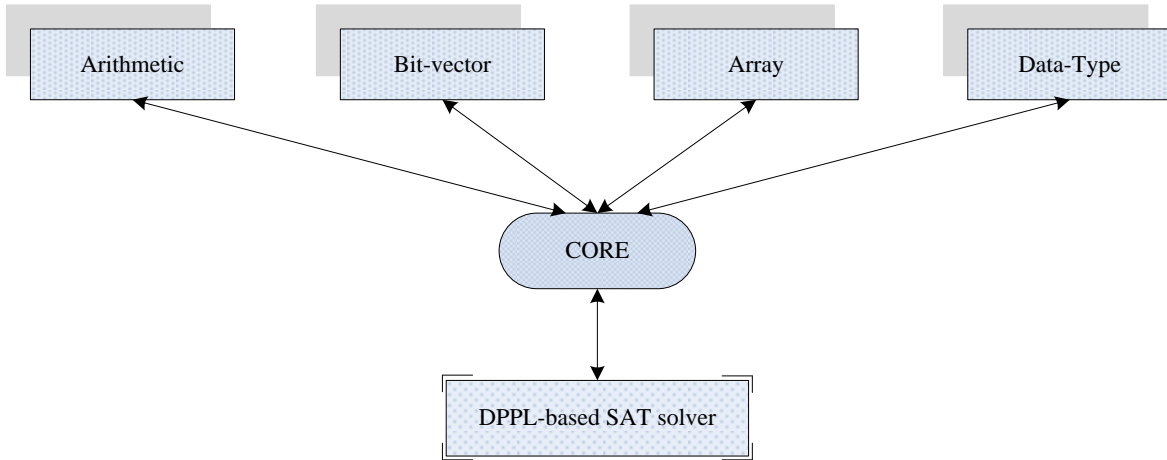 Arithmetic
Bit-vector
Array
Data-Type
CORE
DPPL-based SAT solver